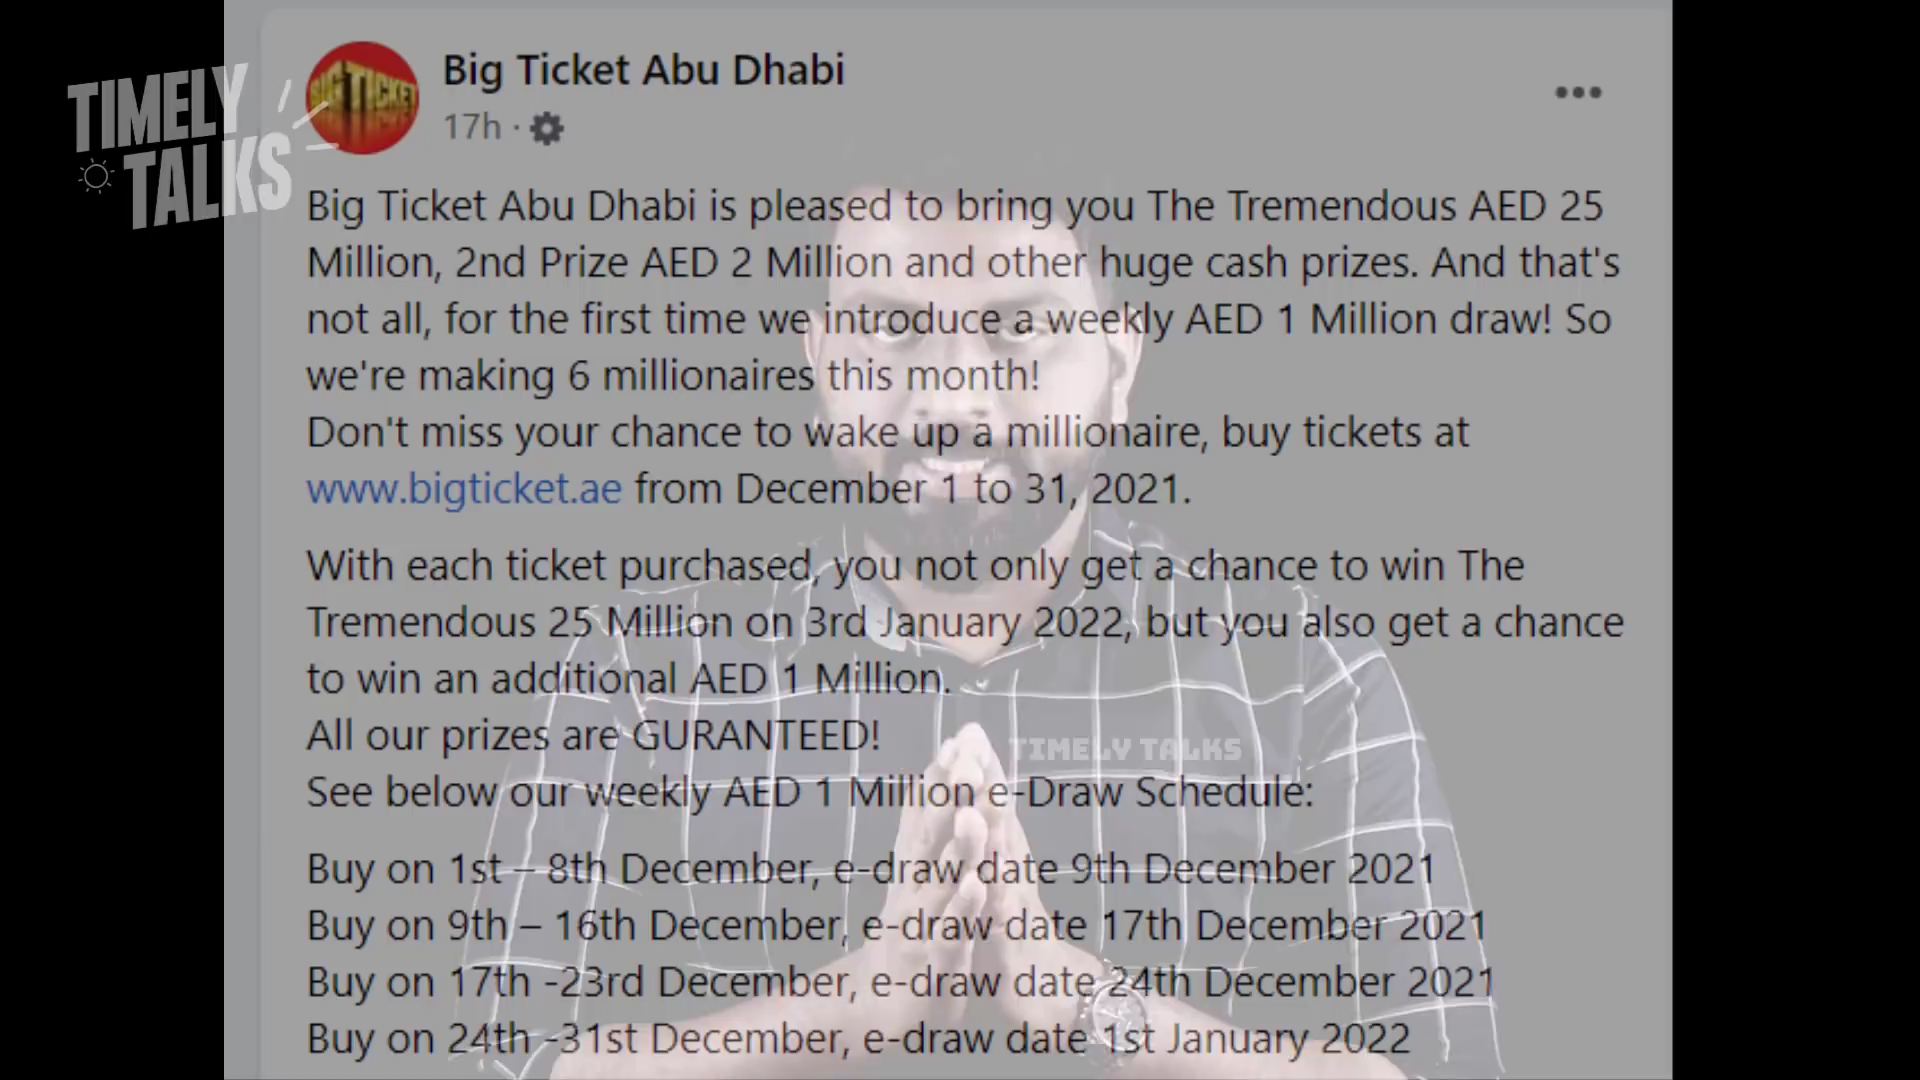 TIMELY
TALKS
BIG TICKET
Big Ticket Abu Dhabi
17h ·
Big Ticket Abu Dhabi is pleased to bring you The Tremendous AED 25
Million, 2nd Prize AED 2 Million and other huge cash prizes. And that's
not all, for the first time we introduce a weekly AED 1 Million draw! So
we're making 6 millionaires this month!
Don't miss your chance to wake up a millionaire, buy tickets at
www.bigticket.ae from December 1 to 31, 2021.
With each ticket purchased, you not only get a chance to win The
Tremendous 25 Million on 3rd January 2022, but you also get a chance
to win an additional AED 1 Million.
All our prizes are GURANTEED!
TIMELY TALKS
See below our weekly AED 1 Million e-Draw Schedule:
Buy on 1st – 8th December, e-draw date 9th December 2021
Buy on 9th – 16th December, e-draw date 17th December 2021
Buy on 17th -23rd December, e-draw date 24th December 2021
Buy on 24th -31st December, e-draw date 1st January 2022